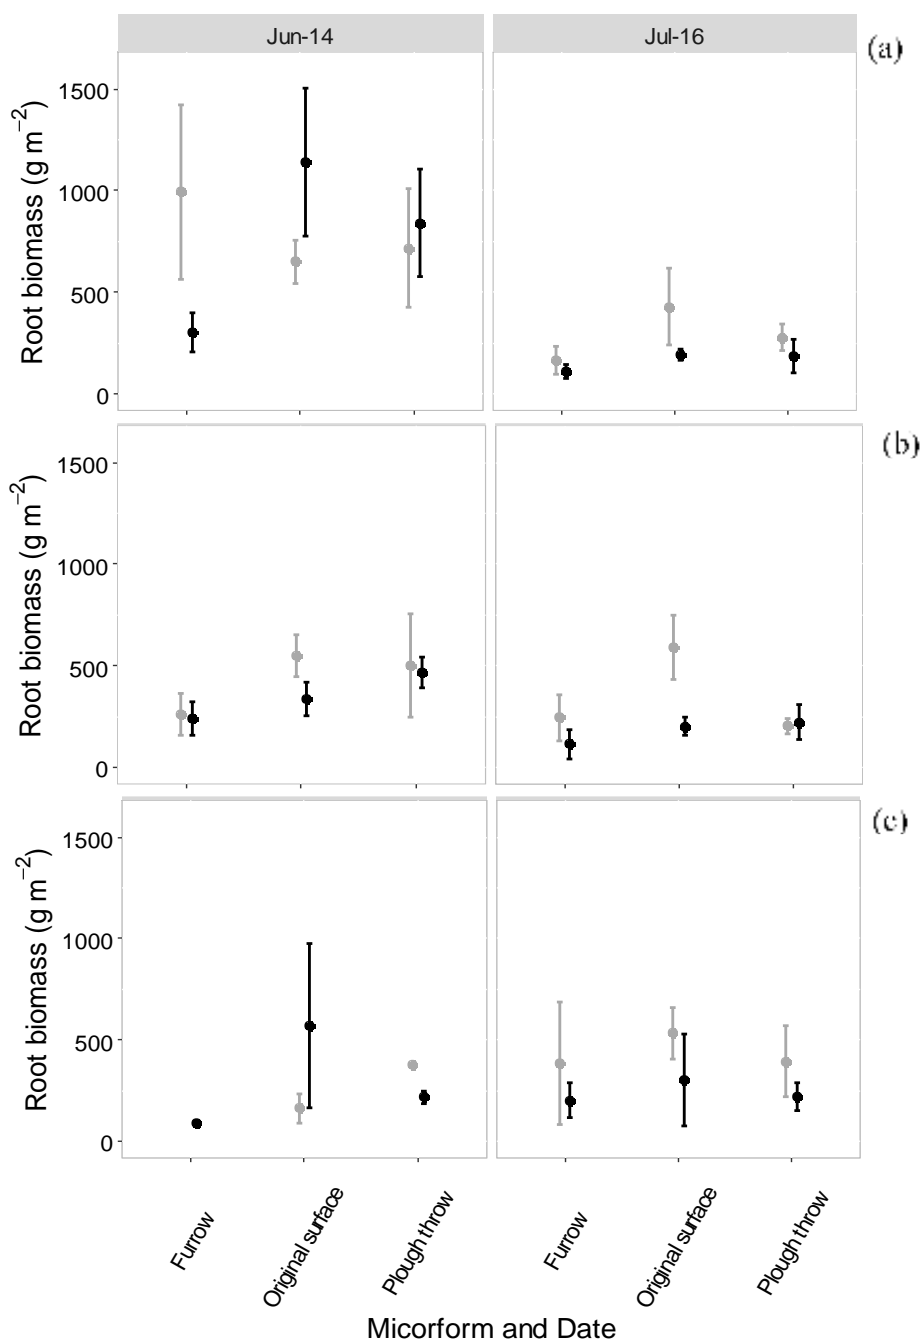 Jun-14 Jul-16
(a)
Root biomass (g m⁻²)
1500
1000
500
0
(b)
Root biomass (g m⁻²)
1500
1000
500
0
(c)
Root biomass (g m⁻²)
1500
1000
500
0
Furrow Original surface Plough throw Furrow Original surface Plough throw
Micorform and Date